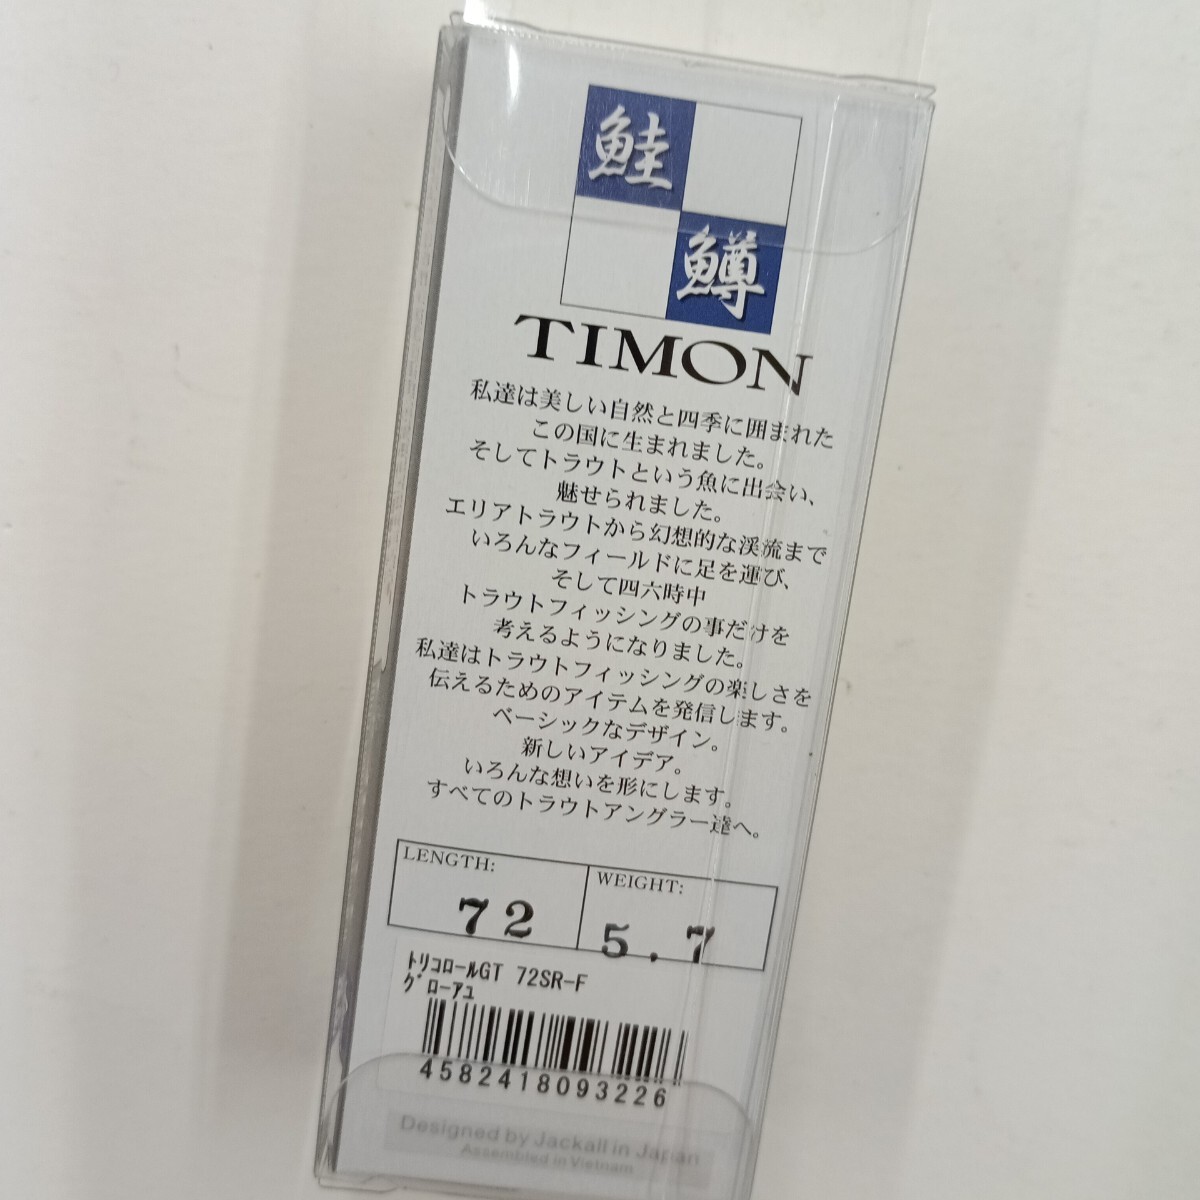 鮭
鱒
TIMON
私達は美しい自然と四季に囲まれた
この国に生まれました。
そしてトラウトという魚に出会い、
魅せられました。
エリアトラウトから幻想的な渓流まで
いろんなフィールドに足を運び、
そして四六時中
トラウトフィッシングの事だけを
考えるようになりました。
私達はトラウトフィッシングの楽しさを
伝えるためのアイテムを発信します。
ベーシックなデザイン。
新しいアイデア。
いろんな想いを形にします。
すべてのトラウトアングラー達へ。
LENGTH: WEIGHT:
72 5.7
ﾄﾘｺﾛｰﾙGT 72SR-F
ｸﾞﾛｰｱﾕ
4582418093226
Designed by Jackall in Japan
Assembled in Vietnam